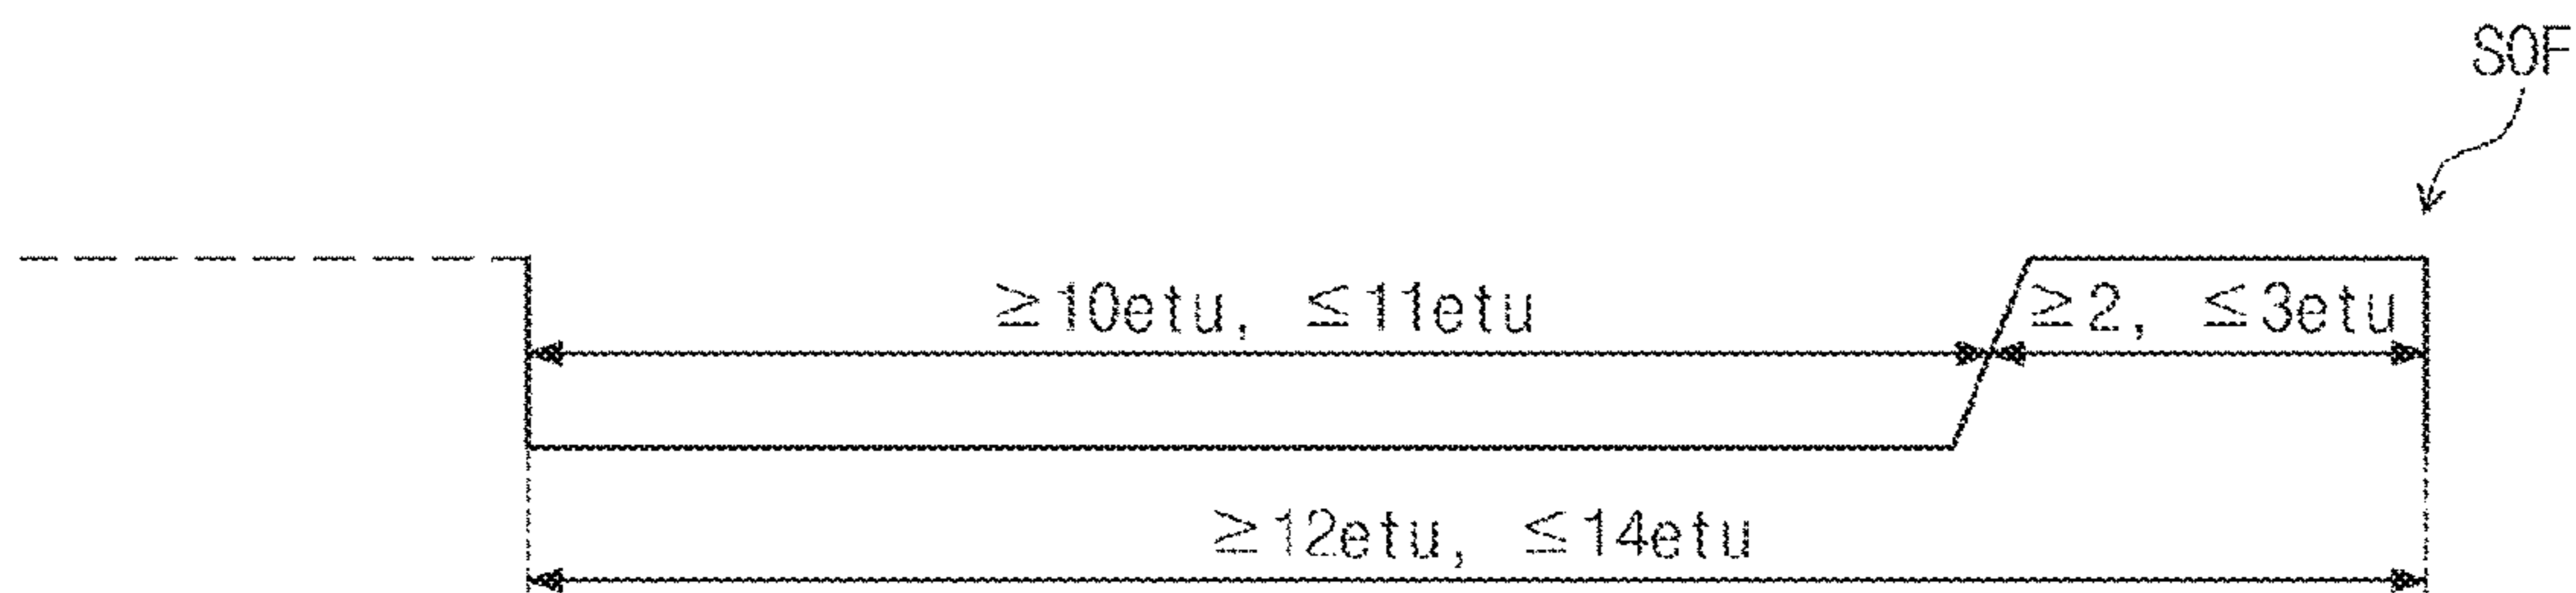 SOF
≥10etu, ≤11etu
≥2, ≤3etu
≥12etu, ≤14etu